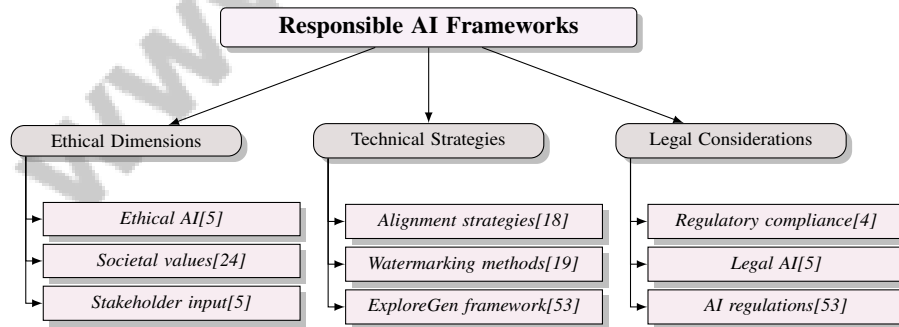 Responsible AI Frameworks
Ethical Dimensions
Technical Strategies
Legal Considerations
Ethical AI[5]
Alignment strategies[18]
Regulatory compliance[4]
Societal values[24]
Watermarking methods[19]
Legal AI[5]
Stakeholder input[5]
ExploreGen framework[53]
AI regulations[53]
www